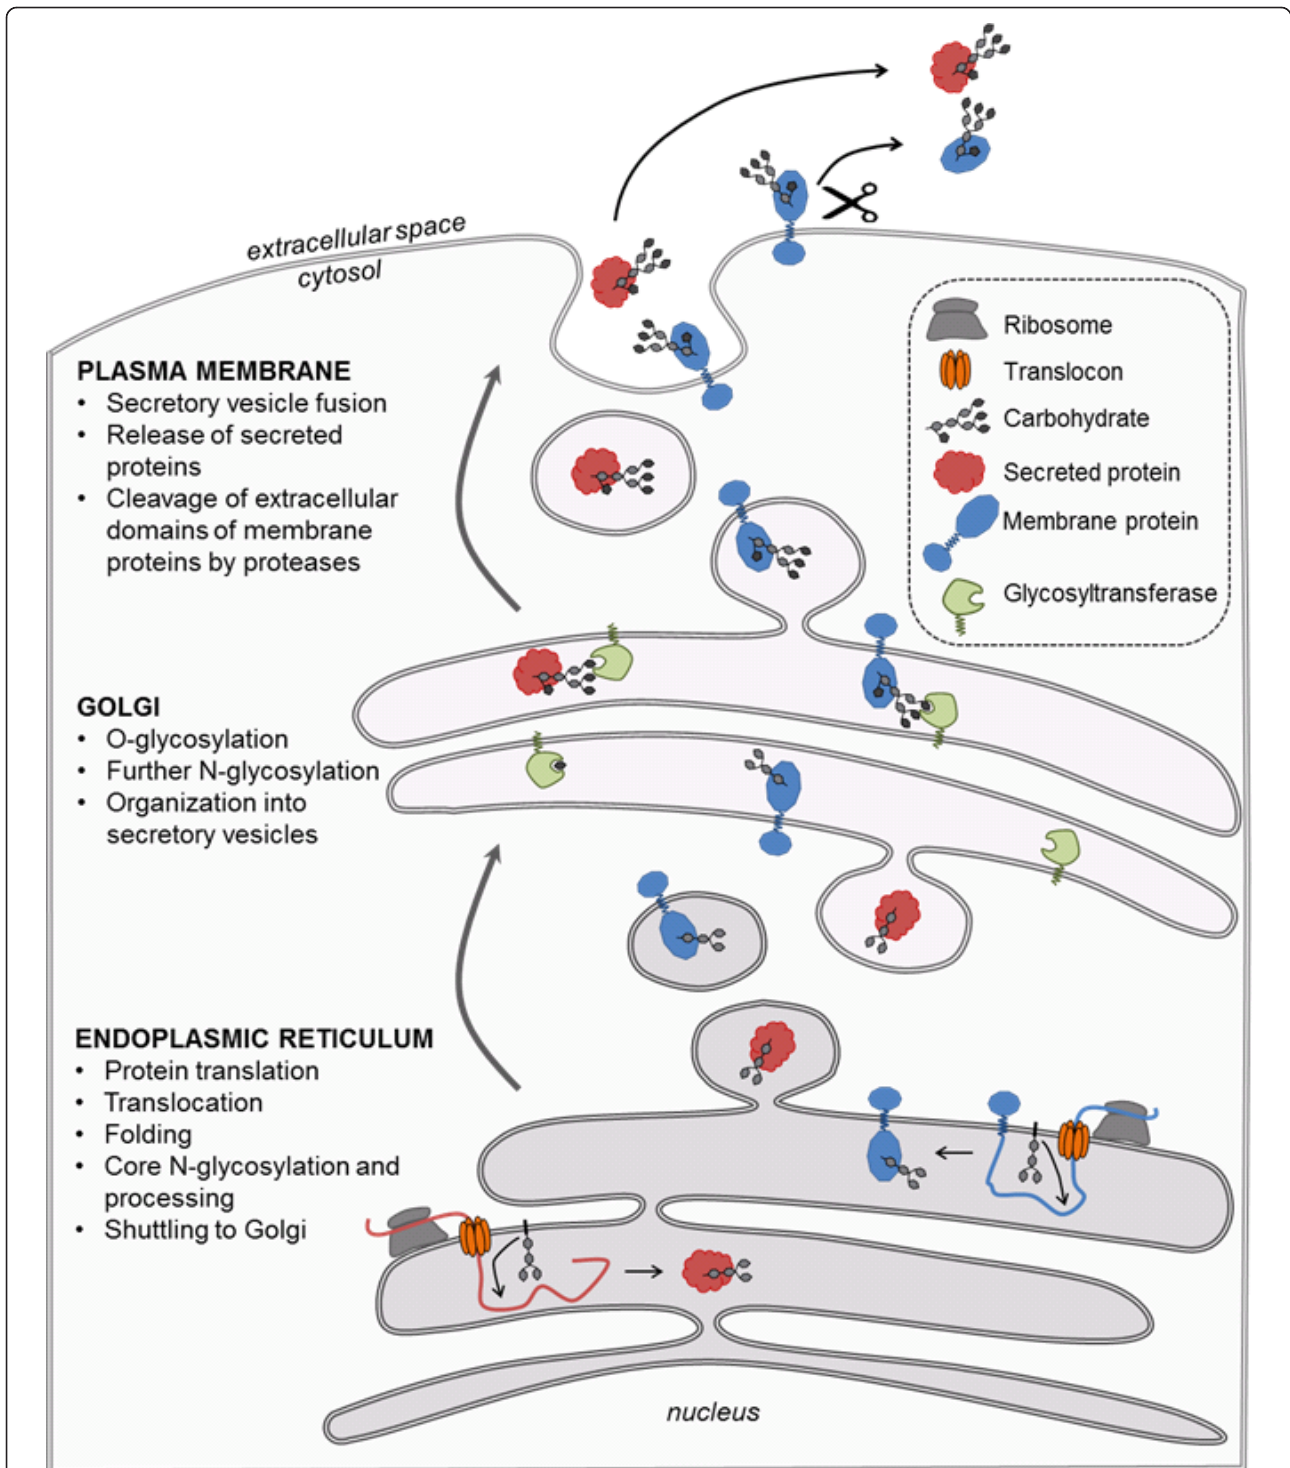 extracellular space
cytosol
PLASMA MEMBRANE
• Secretory vesicle fusion
• Release of secreted
proteins
• Cleavage of extracellular
domains of membrane
proteins by proteases
Ribosome
Translocon
Carbohydrate
Secreted protein
Membrane protein
Glycosyltransferase
GOLGI
• O-glycosylation
• Further N-glycosylation
• Organization into
secretory vesicles
ENDOPLASMIC RETICULUM
• Protein translation
• Translocation
• Folding
• Core N-glycosylation and
processing
• Shuttling to Golgi
nucleus